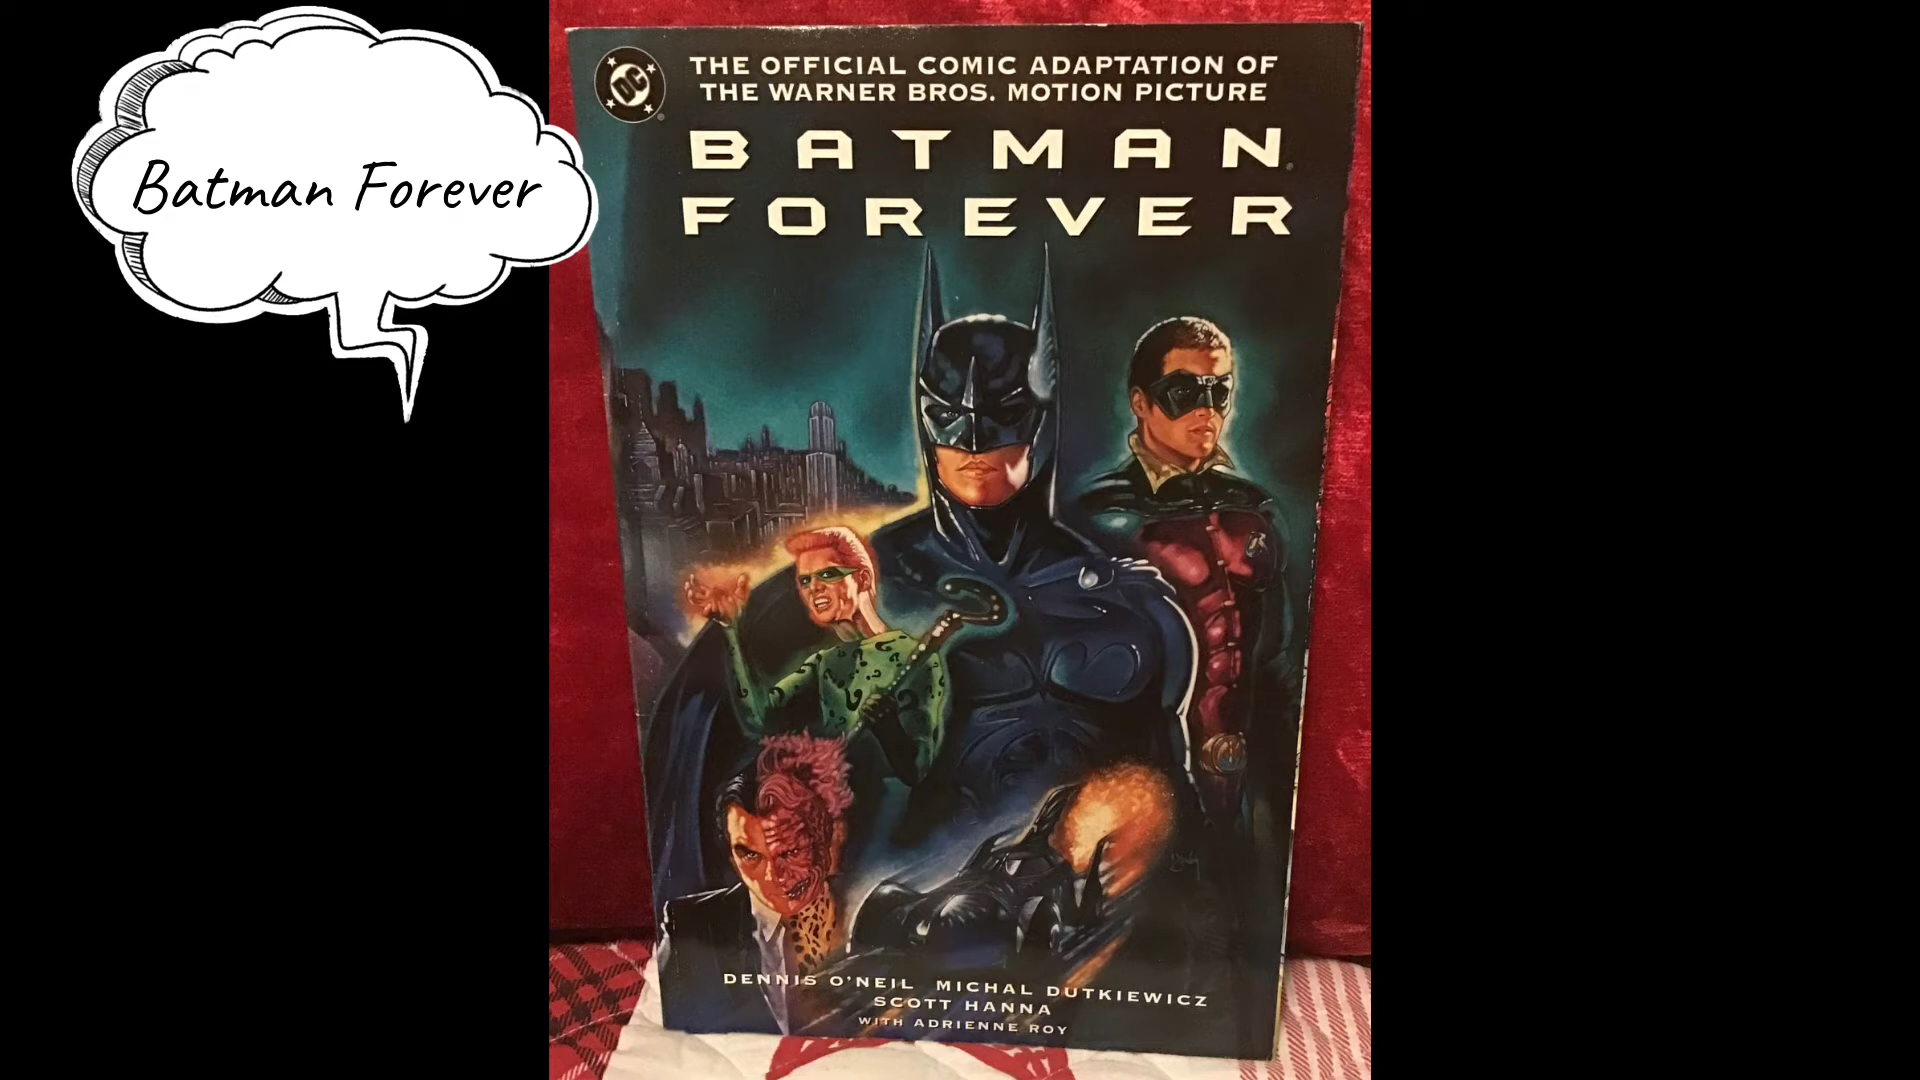 Batman Forever
DC
THE OFFICIAL COMIC ADAPTATION OF
THE WARNER BROS. MOTION PICTURE
BATMAN
FOREVER
DENNIS O'NEIL MICHAL DUTKIEWICZ
SCOTT HANNA
WITH ADRIENNE ROY